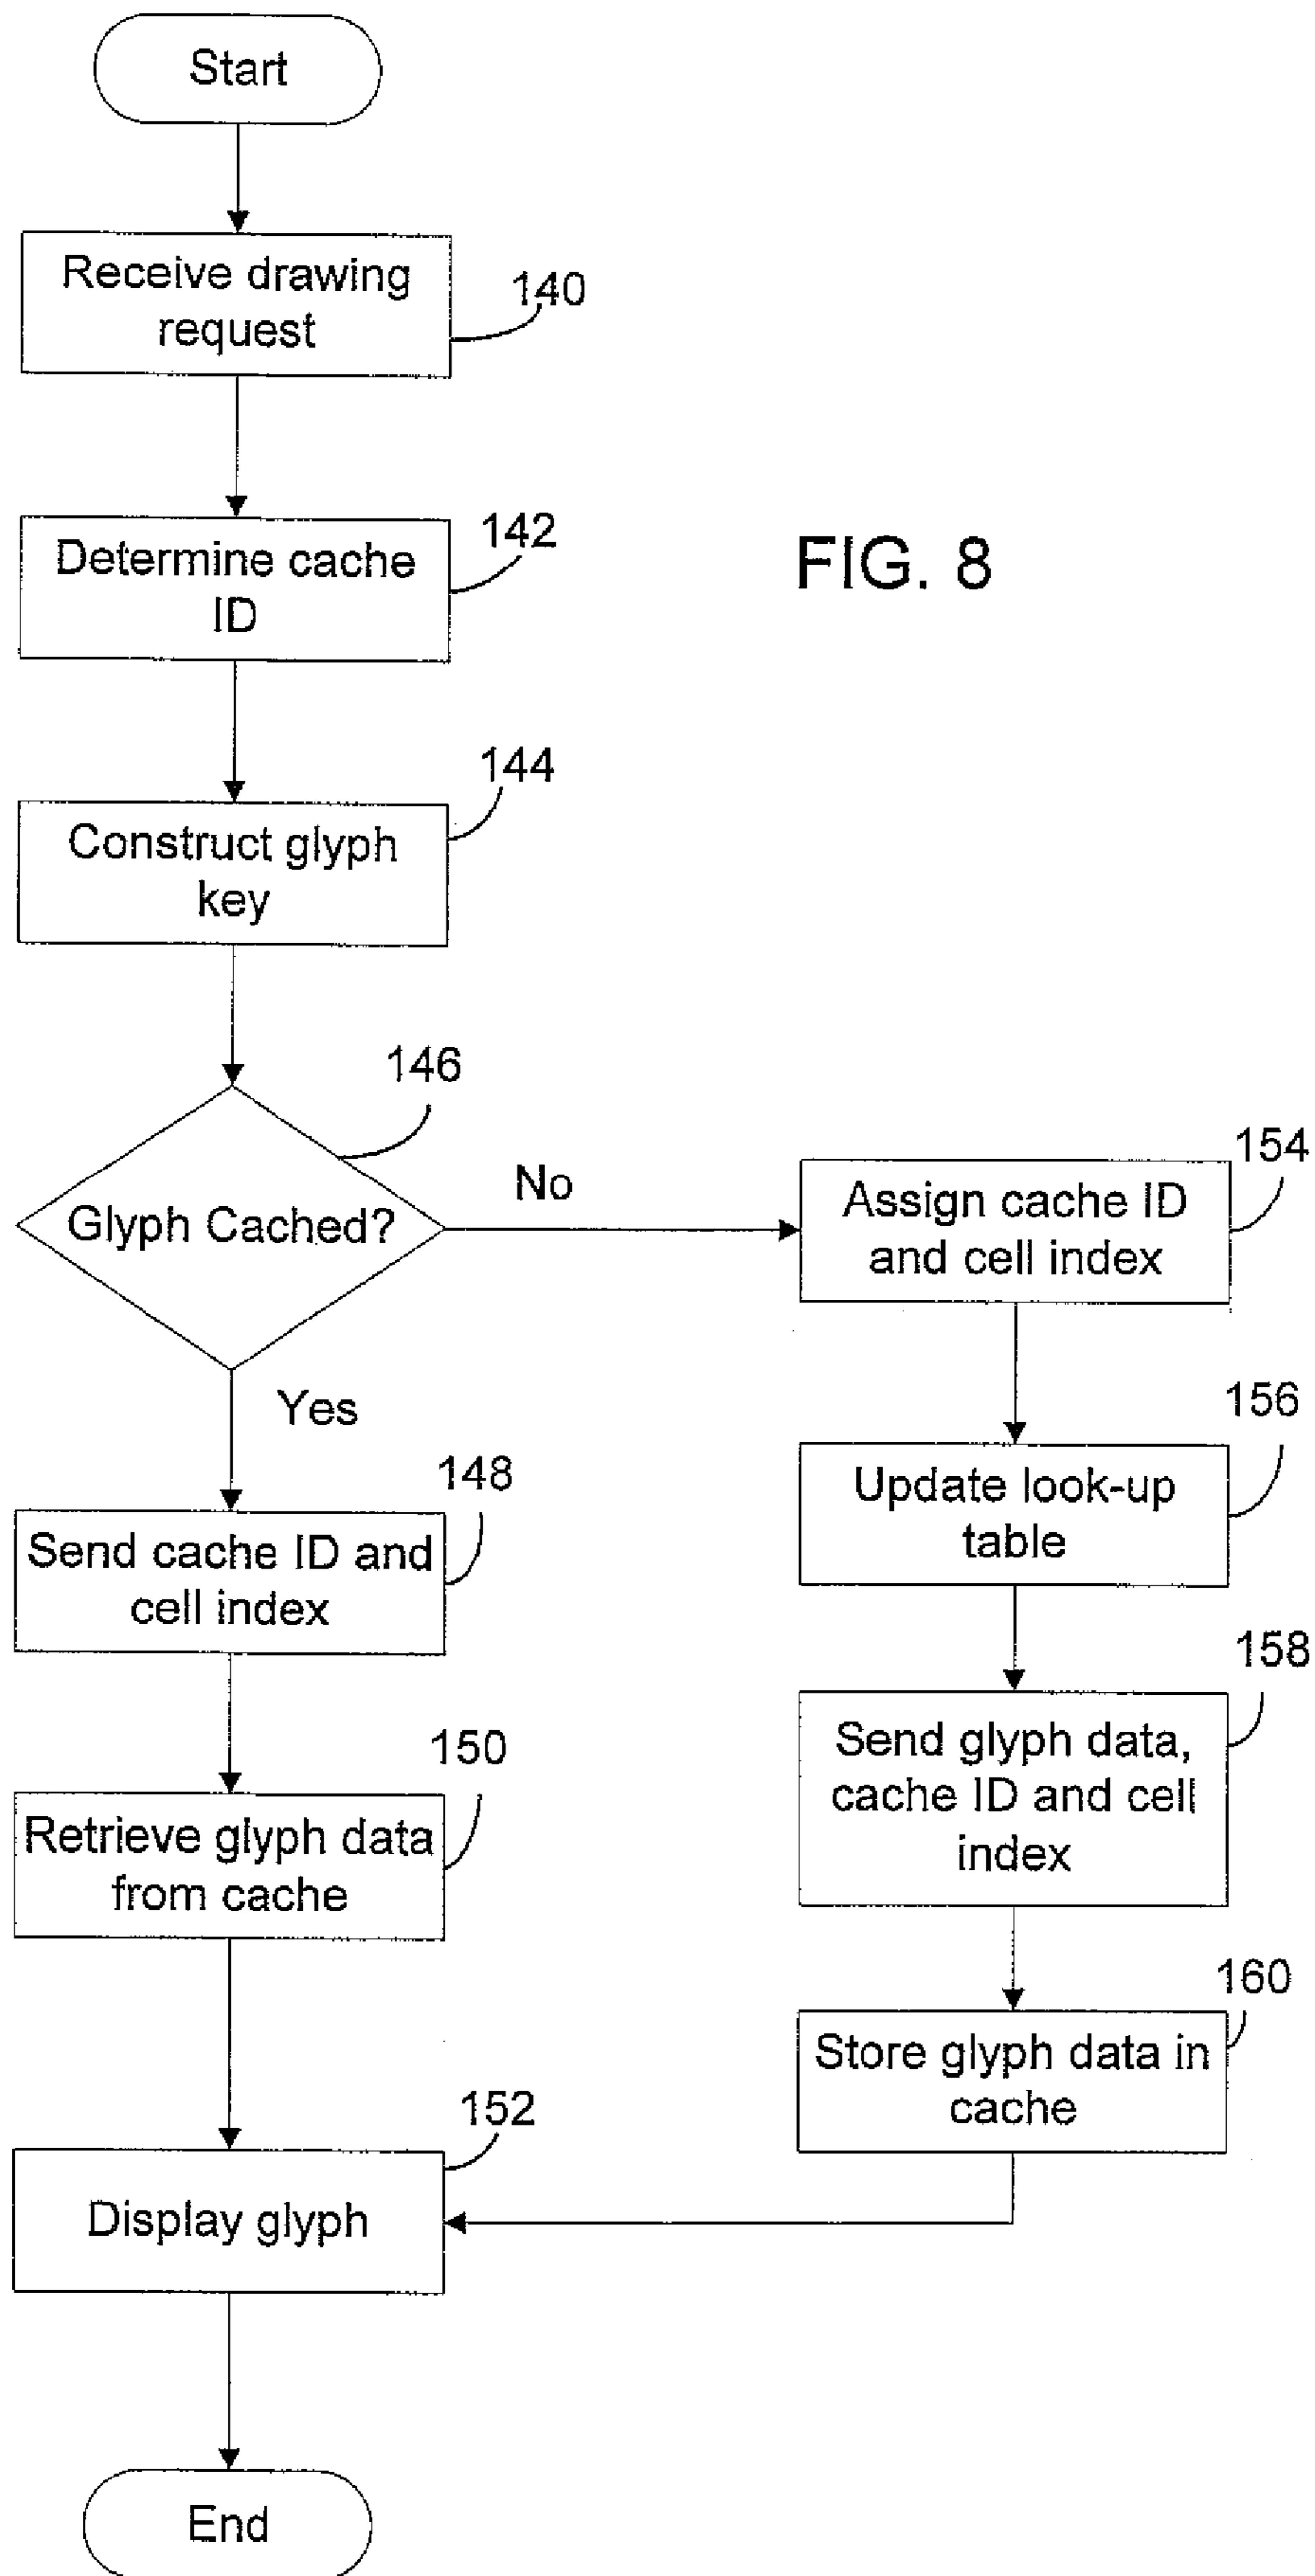 Start
Receive drawing
request
140
Determine cache
ID
142
FIG. 8
Construct glyph
key
144
Glyph Cached?
146
No
Yes
Send cache ID and
cell index
148
Retrieve glyph data
from cache
150
Assign cache ID
and cell index
154
Update look-up
table
156
Send glyph data,
cache ID and cell
index
158
Store glyph data in
cache
160
Display glyph
152
End